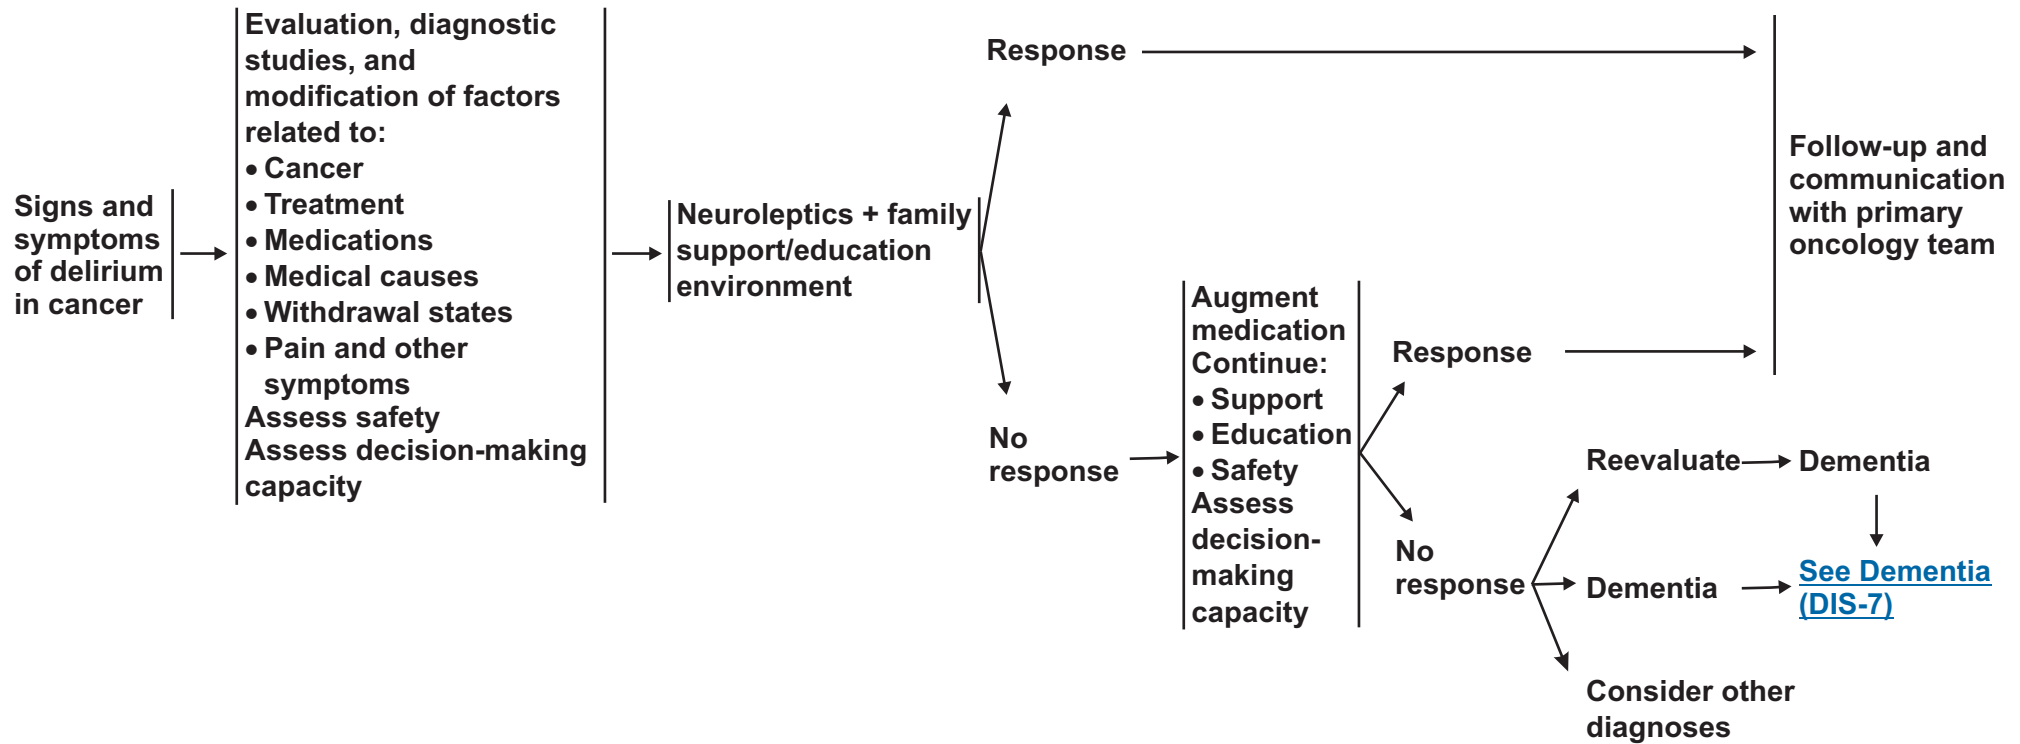 Signs and
symptoms
of delirium
in cancer
Evaluation, diagnostic
studies, and
modification of factors
related to:
• Cancer
• Treatment
• Medications
• Medical causes
• Withdrawal states
• Pain and other
symptoms
Assess safety
Assess decision-making
capacity
Neuroleptics + family
support/education
environment
Response
No
response
Augment
medication
Continue:
• Support
• Education
• Safety
Assess
decision-
making
capacity
Response
No
response
Reevaluate
Dementia
Dementia
See Dementia
(DIS-7)
Consider other
diagnoses
Follow-up and
communication
with primary
oncology team